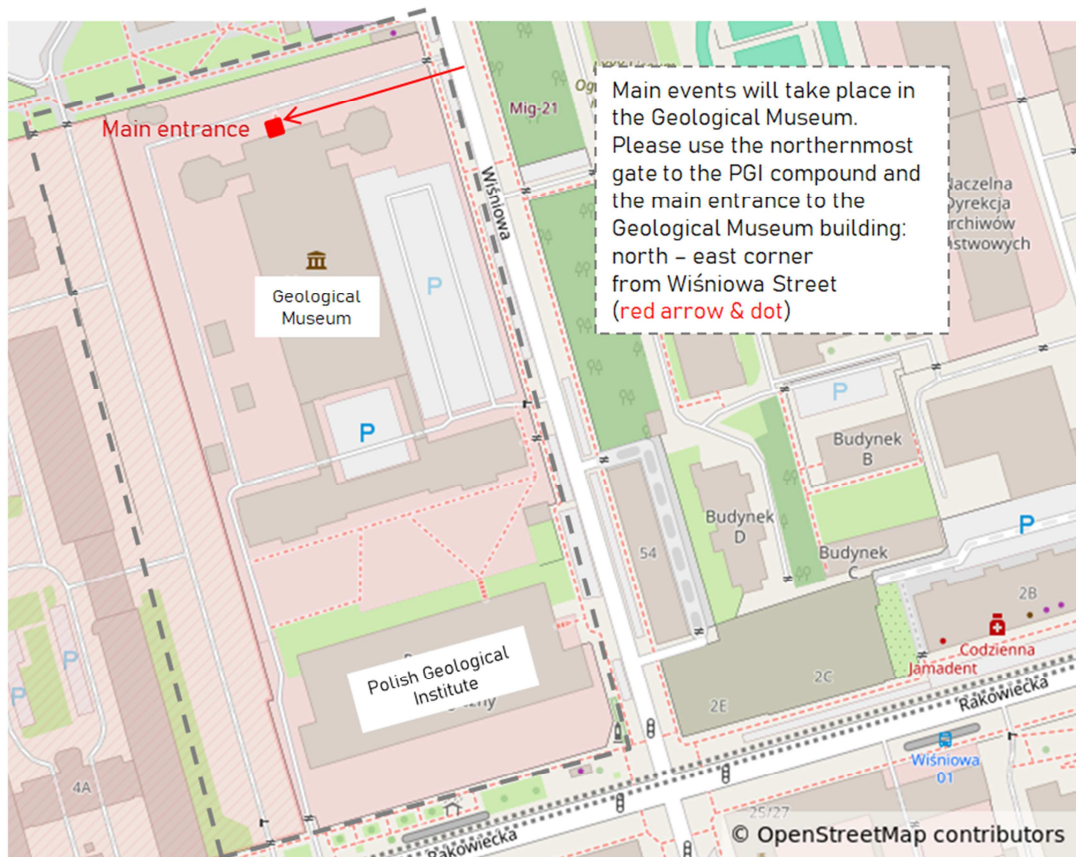 Mig-21
Main entrance
Wiśniowa
Main events will take place in
the Geological Museum.
Please use the northernmost
gate to the PGI compound and
the main entrance to the
Geological Museum building:
north – east corner
from Wiśniowa Street
(red arrow & dot)
P
Geological
Museum
P
P
Budynek
B
P
Budynek
D
54
Budynek
C
2B
Codzienna
Jamadent
Polish Geological
Institute
2C
2E
Rakowiecka
Wiśniowa
01
P
P
4A
25/27
Rakowiecka
© OpenStreetMap contributors